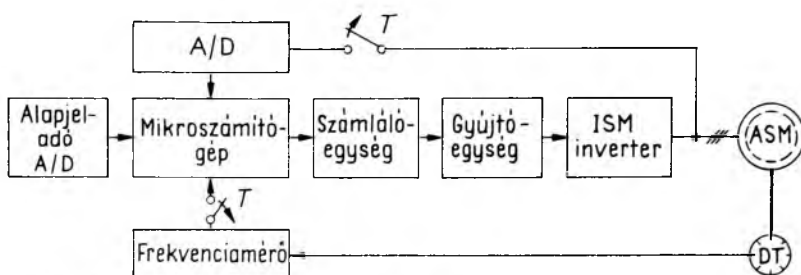 A/D
T
Alapjel-
adó
A/D
Mikroszámító-
gép
Számláló-
egység
Gyújtó-
egység
ISM
inverter
ASM
T
Frekvenciamérő
DT